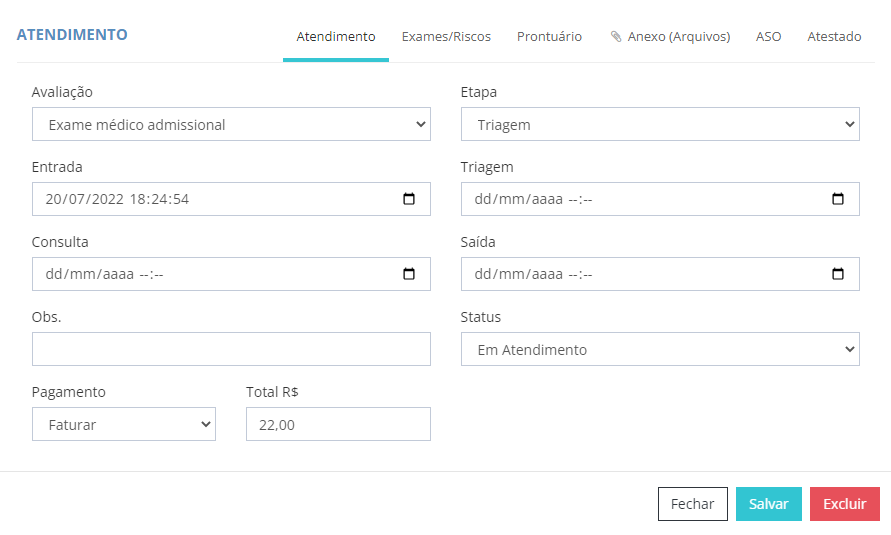 ATENDIMENTO Atendimento Exames/Riscos Prontuário Anexo (Arquivos) ASO Atestado
Avaliação Etapa
Exame médico admissional Triagem
Entrada Triagem
20/07/2022 18:24:54 dd/mm/aaaa --:--
Consulta Saída
dd/mm/aaaa --:-- dd/mm/aaaa --:--
Obs. Status
Em Atendimento
Pagamento Total R$
Faturar 22,00
Fechar Salvar Excluir